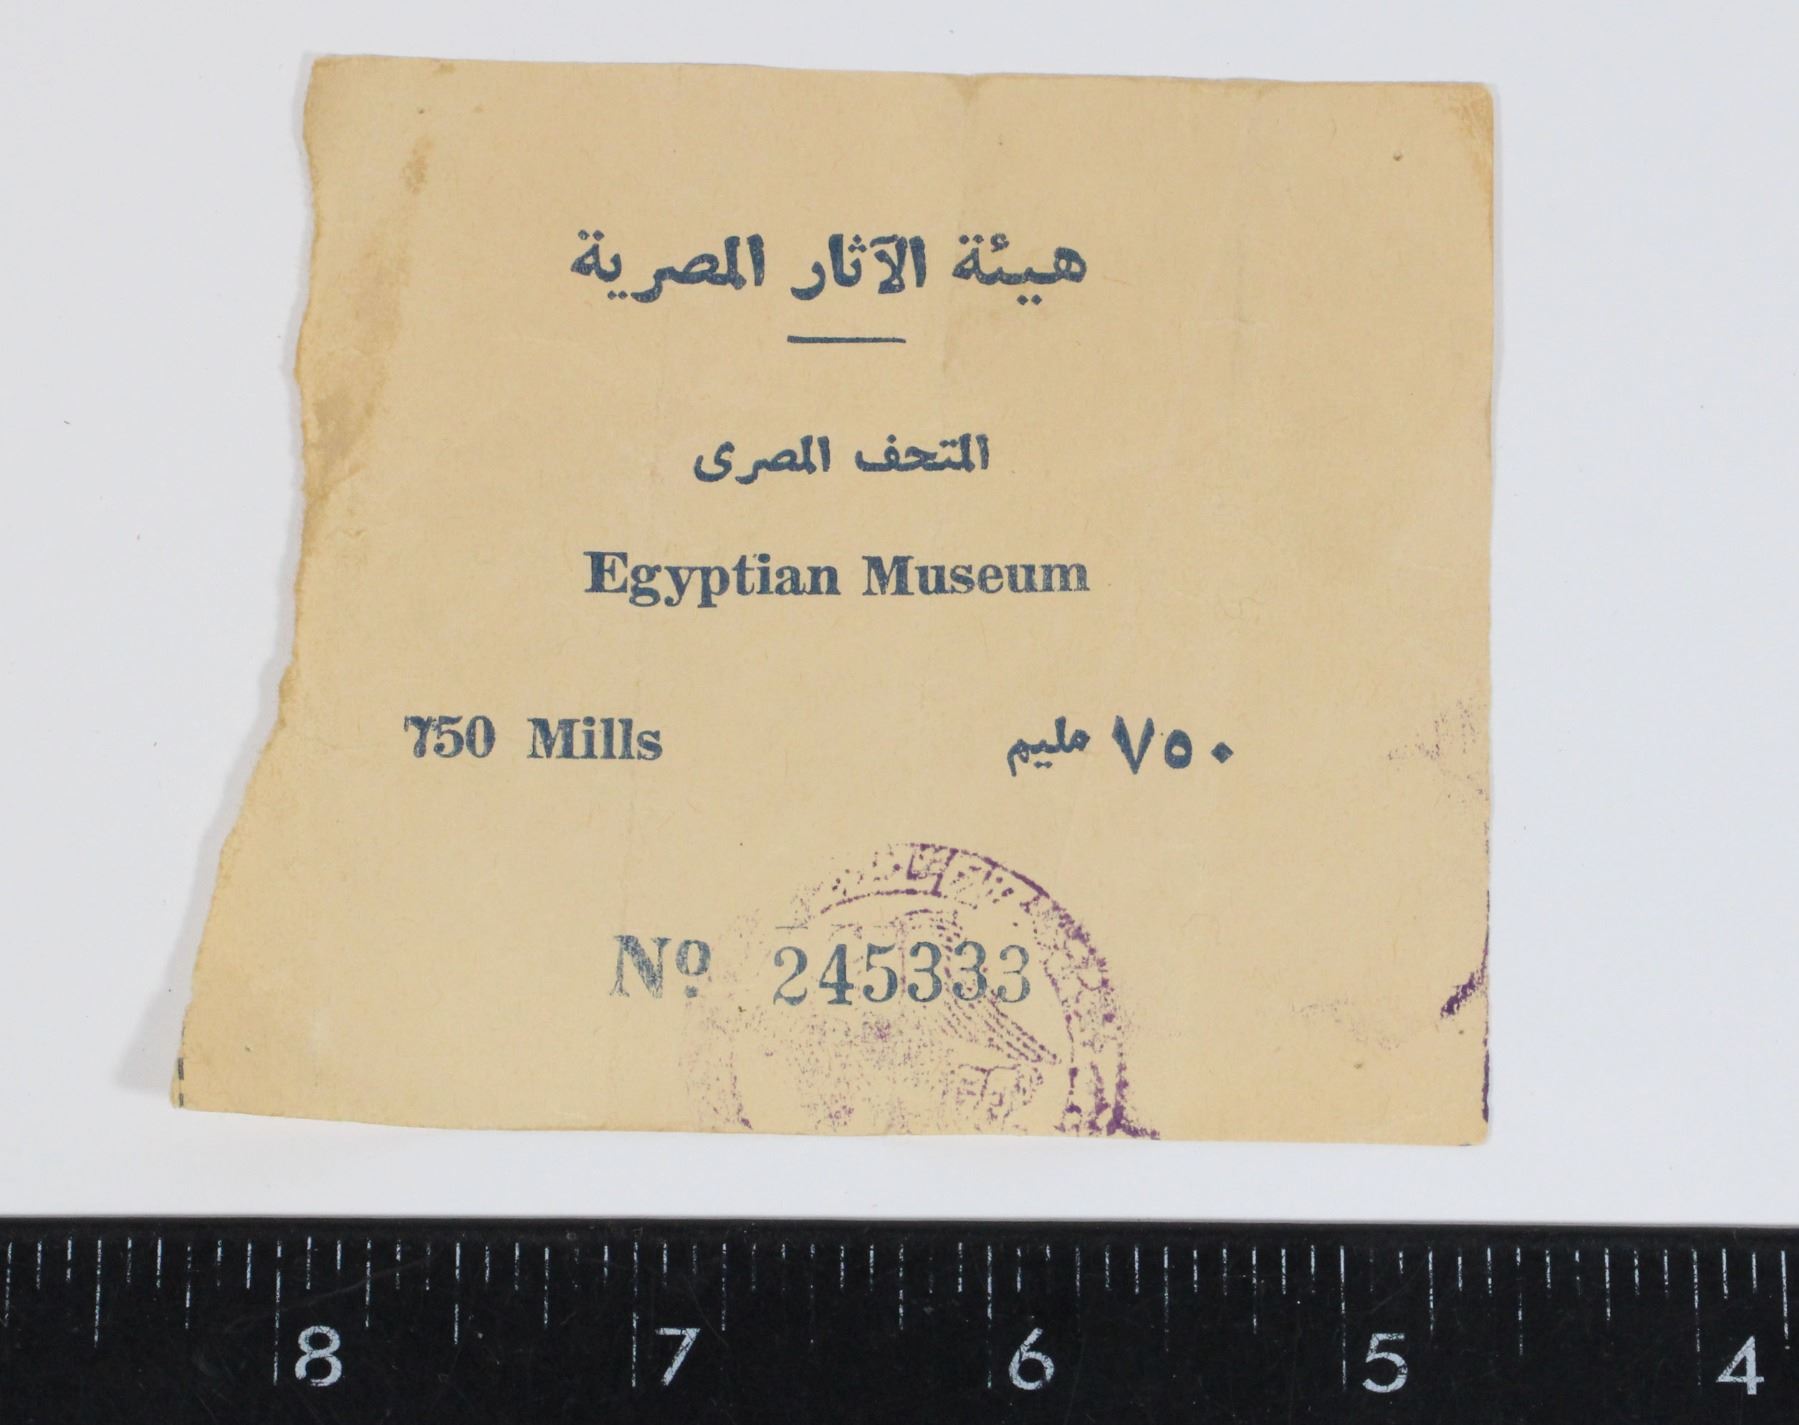 هيئة الآثار المصرية
المتحف المصرى
Egyptian Museum
750 Mills ٧٥٠ مليم
Nº 245333
8 7 6 5 4